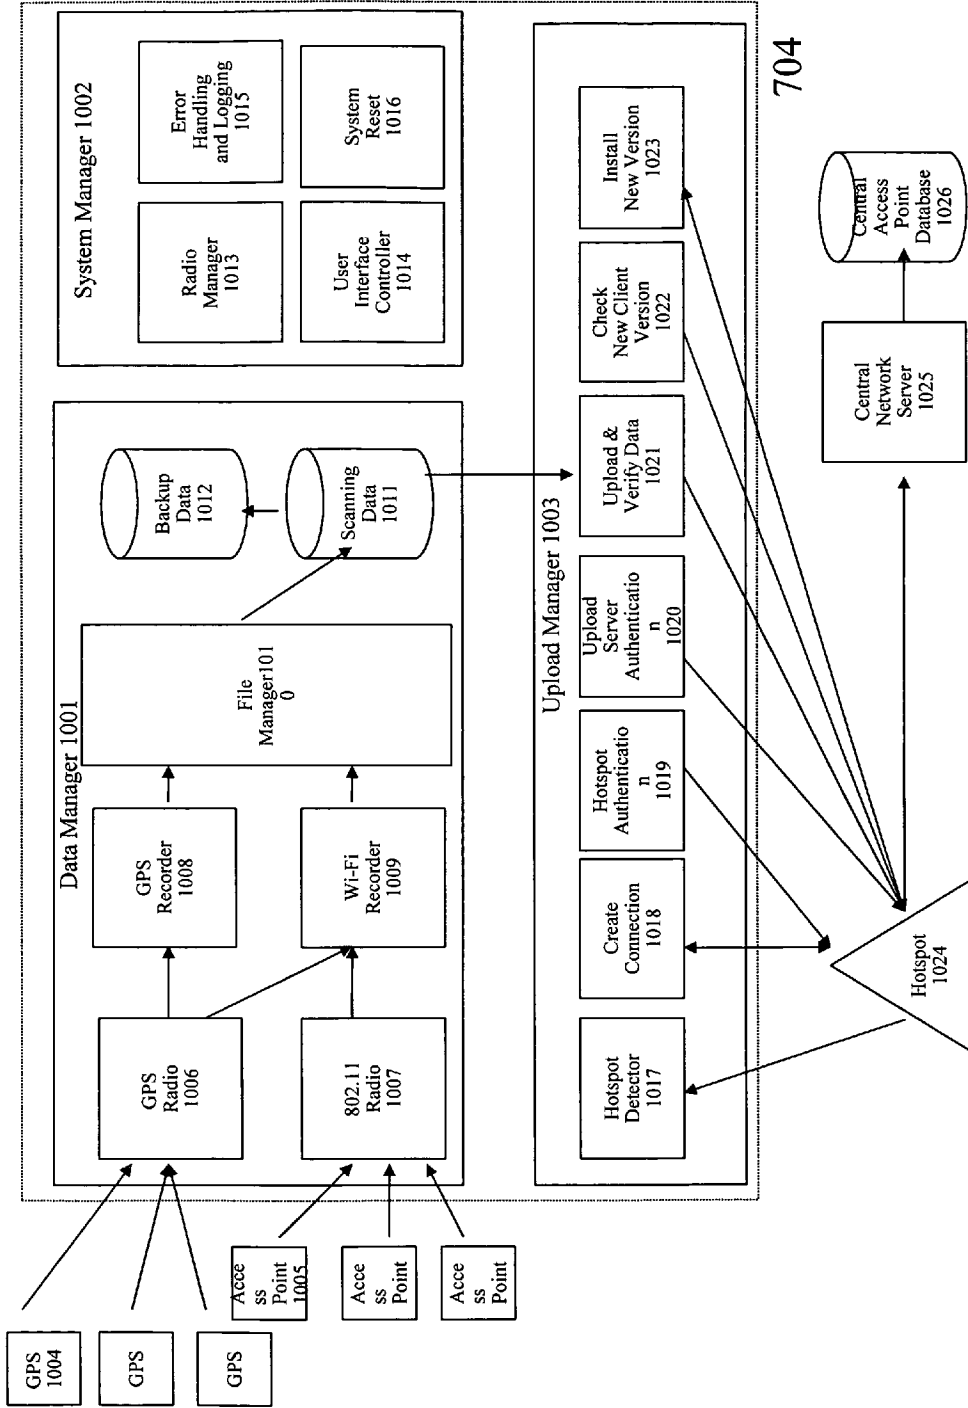 704
Data Manager 1001
System Manager 1002
GPS
1004
GPS
GPS
Acce
ss
Point
1005
Acce
ss
Point
Acce
ss
Point
GPS
Radio
1006
802.11
Radio
1007
GPS
Recorder
1008
Wi-Fi
Recorder
1009
File
Manager101
0
Backup
Data
1012
Scanning
Data
1011
Radio
Manager
1013
Error
Handling
and Logging
1015
User
Interface
Controller
1014
System
Reset
1016
Upload Manager 1003
Hotspot
Detector
1017
Create
Connection
1018
Hotspot
Authenticatio
n
1019
Upload
Server
Authenticatio
n
1020
Upload &
Verify Data
1021
Check
New Client
Version
1022
Install
New Version
1023
Hotspot
1024
Central
Network
Server
1025
Central
Access
Point
Database
1026